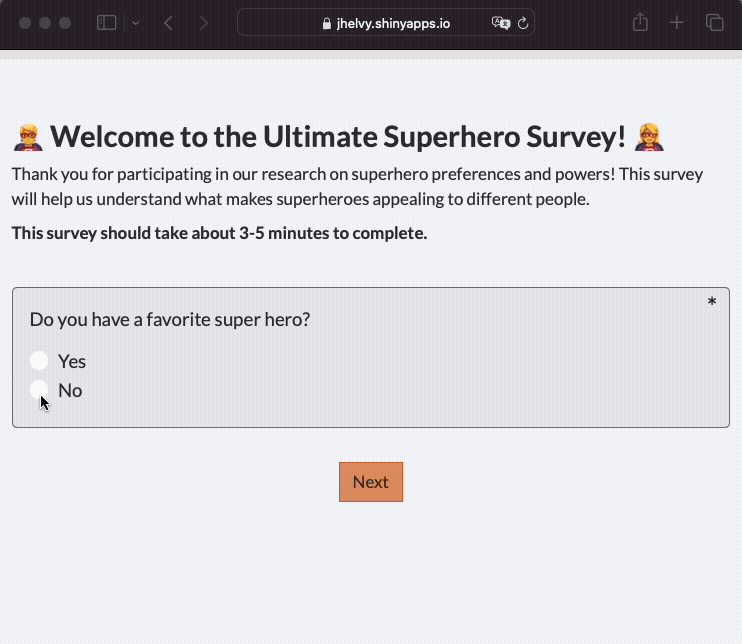 jhelvy.shinyapps.io
Welcome to the Ultimate Superhero Survey!
Thank you for participating in our research on superhero preferences and powers! This survey
will help us understand what makes superheroes appealing to different people.
This survey should take about 3-5 minutes to complete.
*
Do you have a favorite super hero?
Yes
No
Next